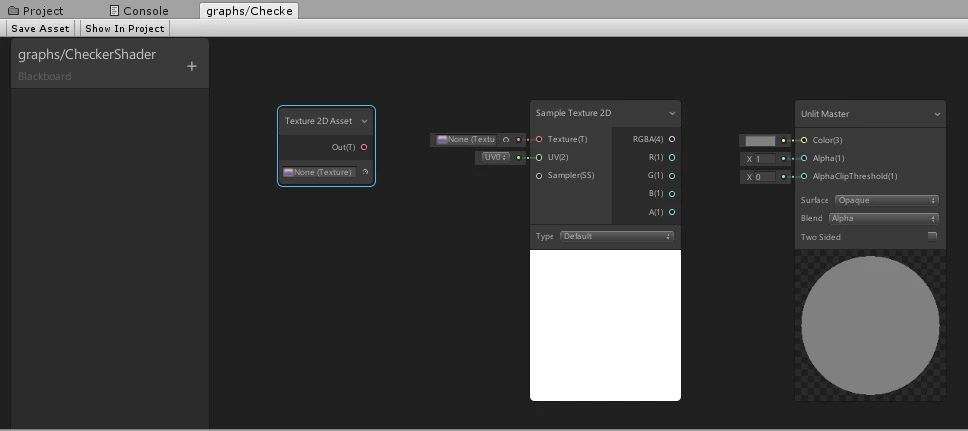 Project
Console
graphs/Checke
Save Asset
Show In Project
graphs/CheckerShader
Blackboard
+
Texture 2D Asset
Out(T)
None (Texture)
Sample Texture 2D
None (Textu
Texture(T)
UV0
UV(2)
Sampler(SS)
RGBA(4)
R(1)
G(1)
B(1)
A(1)
Type Default
Unlit Master
Color(3)
X 1
Alpha(1)
X 0
AlphaClipThreshold(1)
Surface Opaque
Blend Alpha
Two Sided